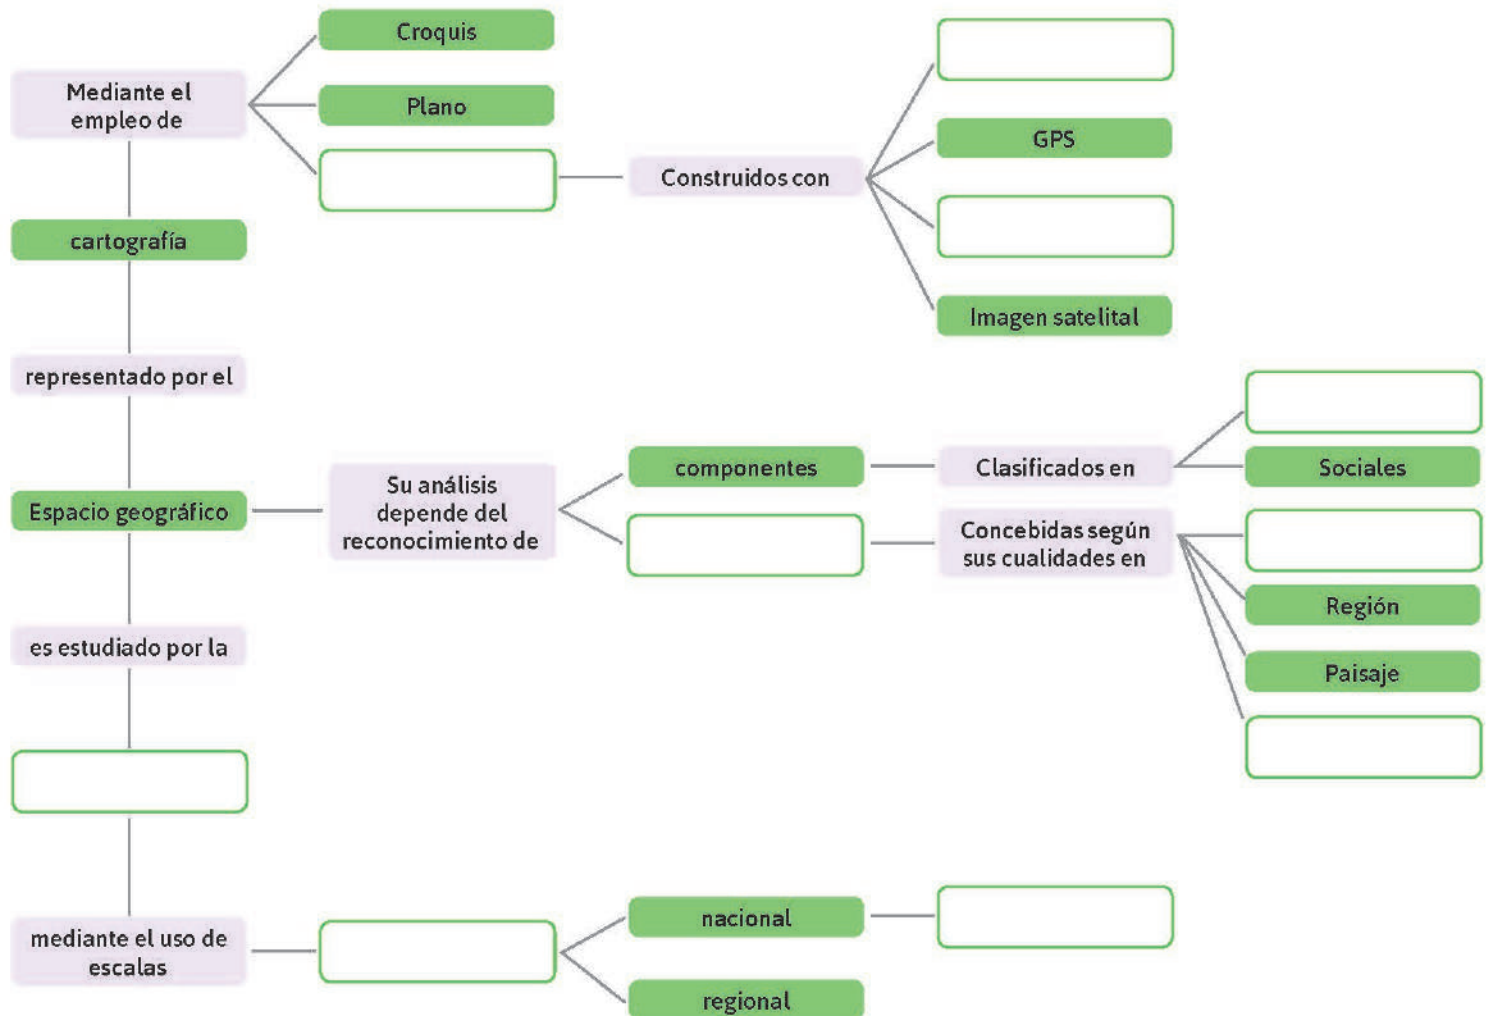 Croquis
Mediante el
empleo de
Plano
GPS
Construidos con
cartografía
Imagen satelital
representado por el
componentes
Clasificados en
Sociales
Su análisis
depende del
reconocimiento de
Espacio geográfico
Concebidas según
sus cualidades en
Región
es estudiado por la
Paisaje
nacional
mediante el uso de
escalas
regional